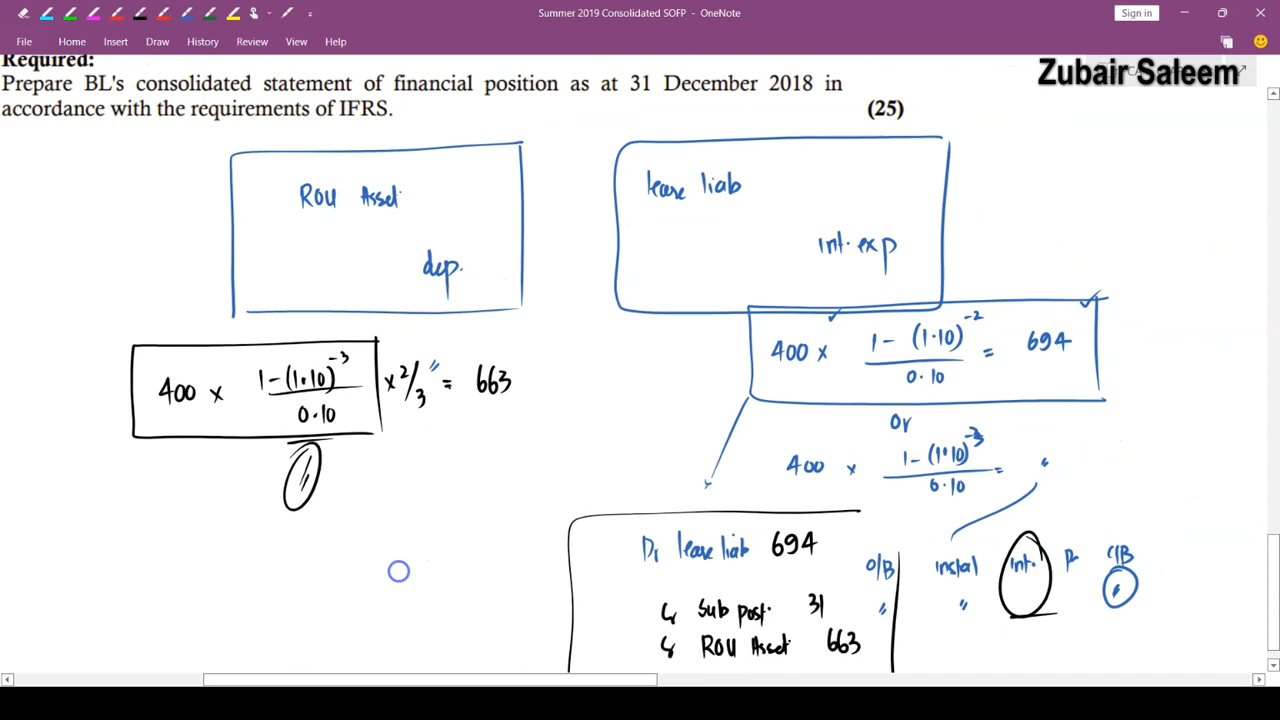 Summer 2019 Consolidated SOFP - OneNote
Sign in
File Home Insert Draw History Review View Help
Zubair Saleem
Required:
Prepare BL's consolidated statement of financial position as at 31 December 2018 in
accordance with the requirements of IFRS. (25)
ROU Asset
dep.
lease liab
int. exp
400 × 1-(1.10)^-2 / 0.10 = 694
400 × 1-(1.10)^-3 / 0.10 × 2/3 = 663
Or
400 × 1-(1.10)^-3 / 0.10 = "
Dr lease liab 694
Cr Sub post. 31
Cr ROU Asset 663
O/B instal int. P C/B
" "